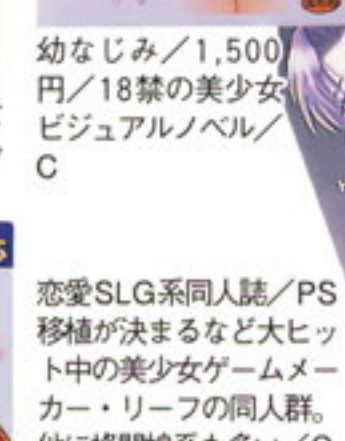 幼なじみ／1,500
円／18禁の美少女
ビジュアルノベル／
C
恋愛SLG系同人誌／PS
移植が決まるなど大ヒッ
ト中の美少女ゲームメー
カー・リーフの同人群。